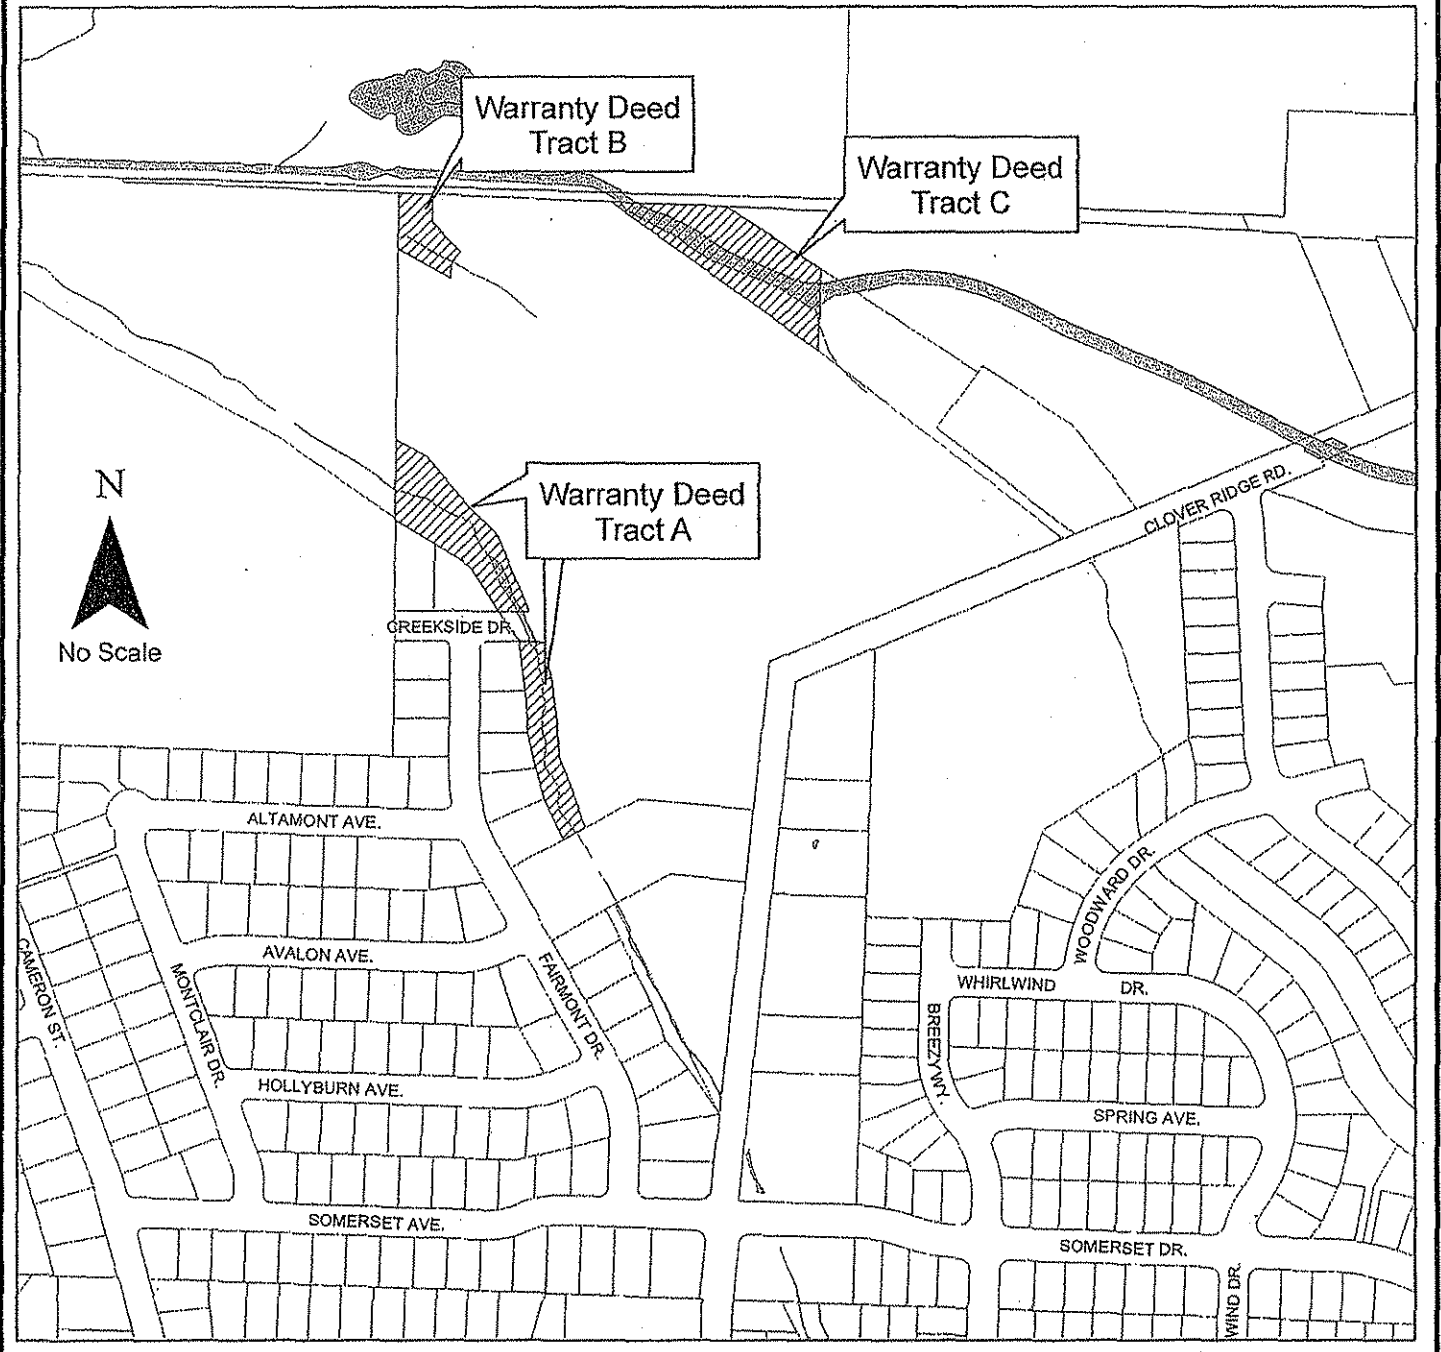 Warranty Deed
Tract B
Warranty Deed
Tract C
Warranty Deed
Tract A
N
No Scale
CLOVER RIDGE RD.
CREEKSIDE DR.
ALTAMONT AVE.
AVALON AVE.
HOLLYBURN AVE.
SOMERSET AVE.
CAMERON ST.
MONTCLAIR DR.
FAIRMONT DR.
WOODWARD DR.
WHIRLWIND DR.
BREEZY WY.
SPRING AVE.
SOMERSET DR.
WIND DR.